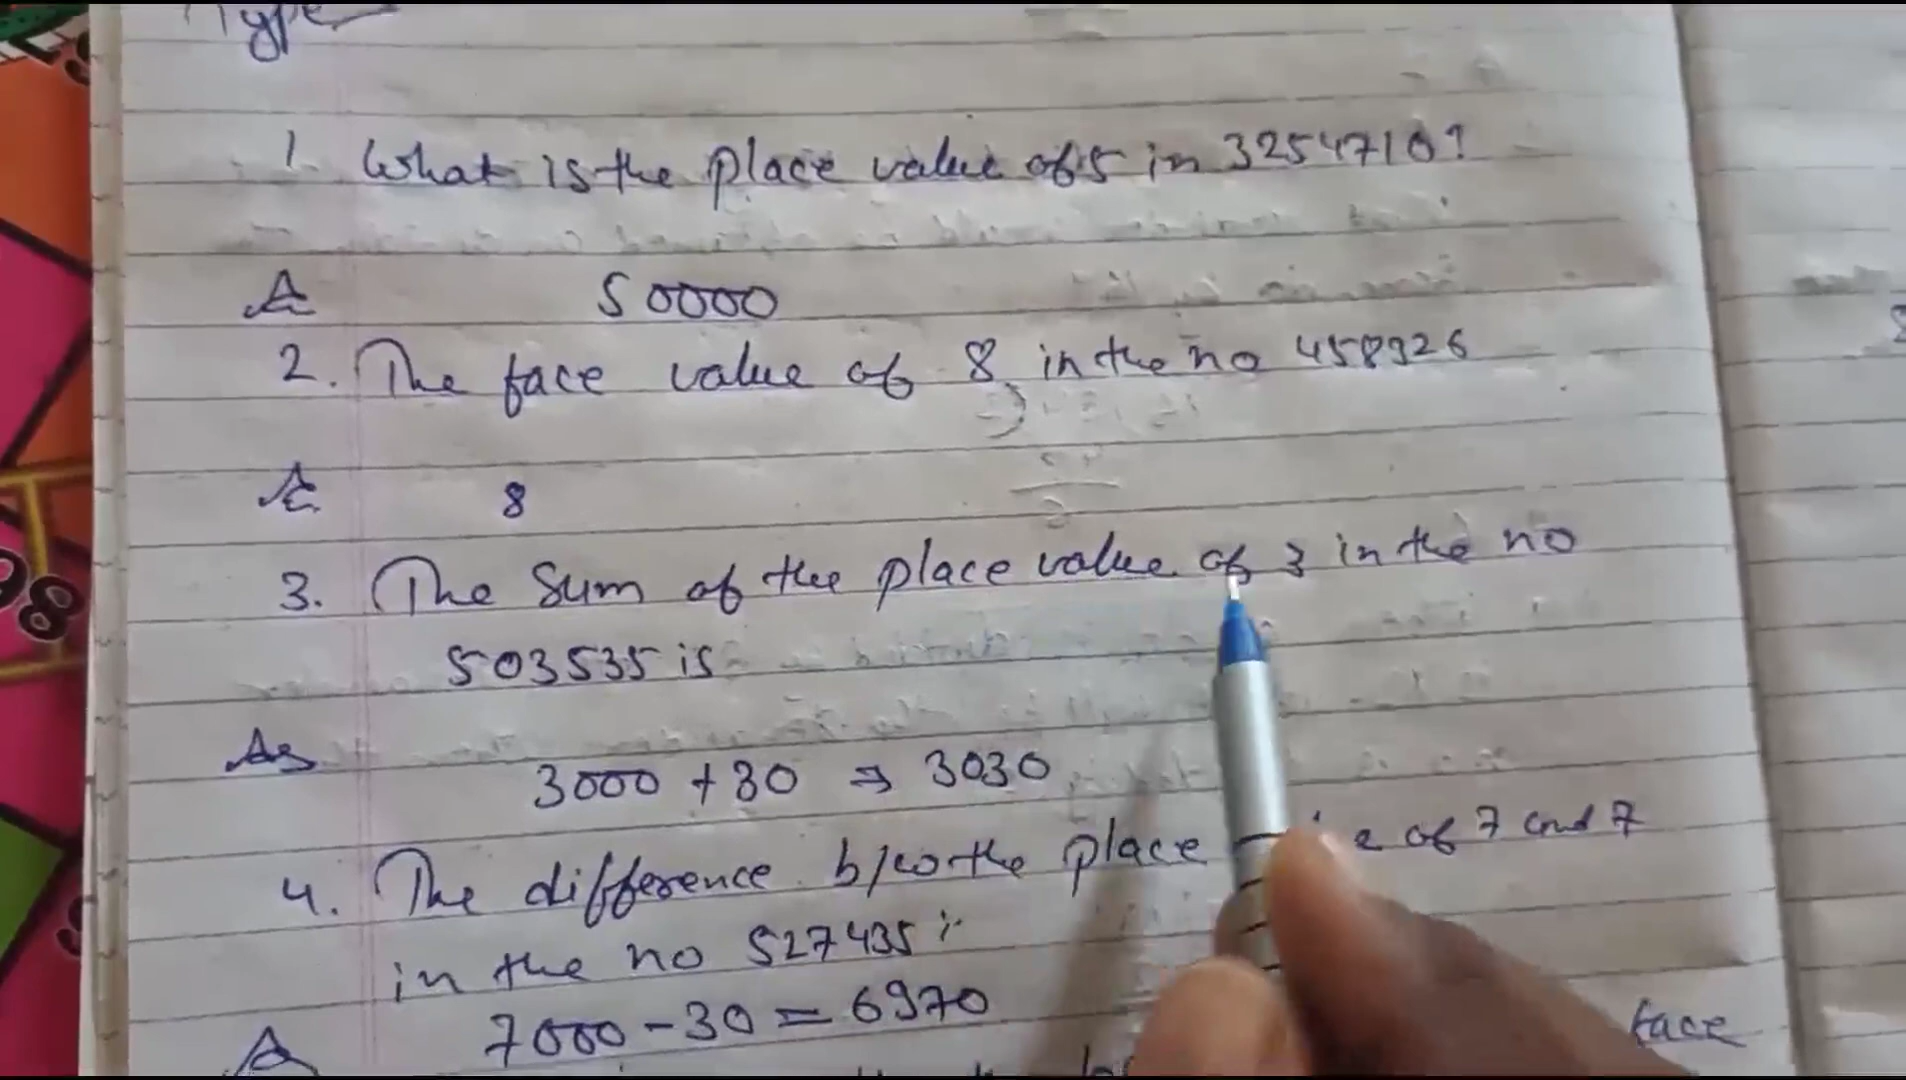 Type
1. What is the place value of 5 in 3254710?
A 50000
2. The face value of 8 in the no 458926
A 8
3. The Sum of the place value of 3 in the no
503535 is
As 3000 + 30 ⇒ 3030
4. The difference b/w the place of 7 and 7
in the no 527435 i
A 7000 - 30 = 6970
face